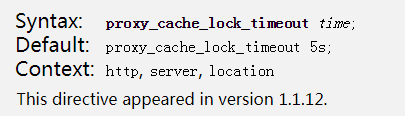 Syntax: proxy_cache_lock_timeout time;
Default: proxy_cache_lock_timeout 5s;
Context: http, server, location
This directive appeared in version 1.1.12.